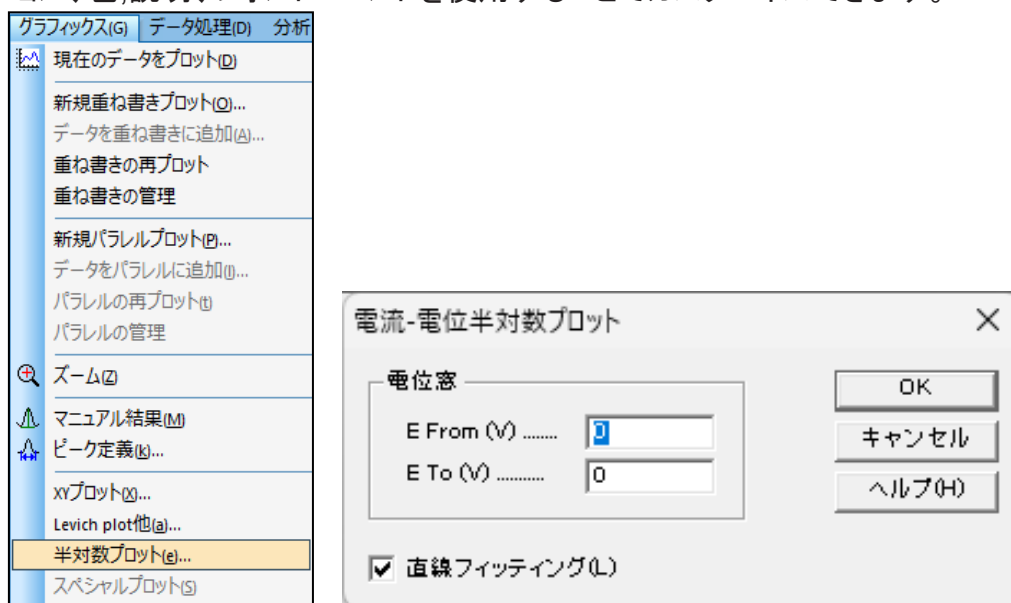 グラフィックス(G) データ処理(D) 分析
現在のデータをプロット(D)
新規重ね書きプロット(O)...
データを重ね書きに追加(A)...
重ね書きの再プロット
重ね書きの管理
新規パラレルプロット(P)...
データをパラレルに追加(I)...
パラレルの再プロット(t)
パラレルの管理
ズーム(Z)
マニュアル結果(M)
ピーク定義(k)...
XYプロット(X)...
Levich plot他(a)...
半対数プロット(e)...
スペシャルプロット(S)
電流-電位半対数プロット
電位窓
E From (V) ........ 0
E To (V) ........... 0
OK
キャンセル
ヘルプ(H)
直線フィッティング(L)